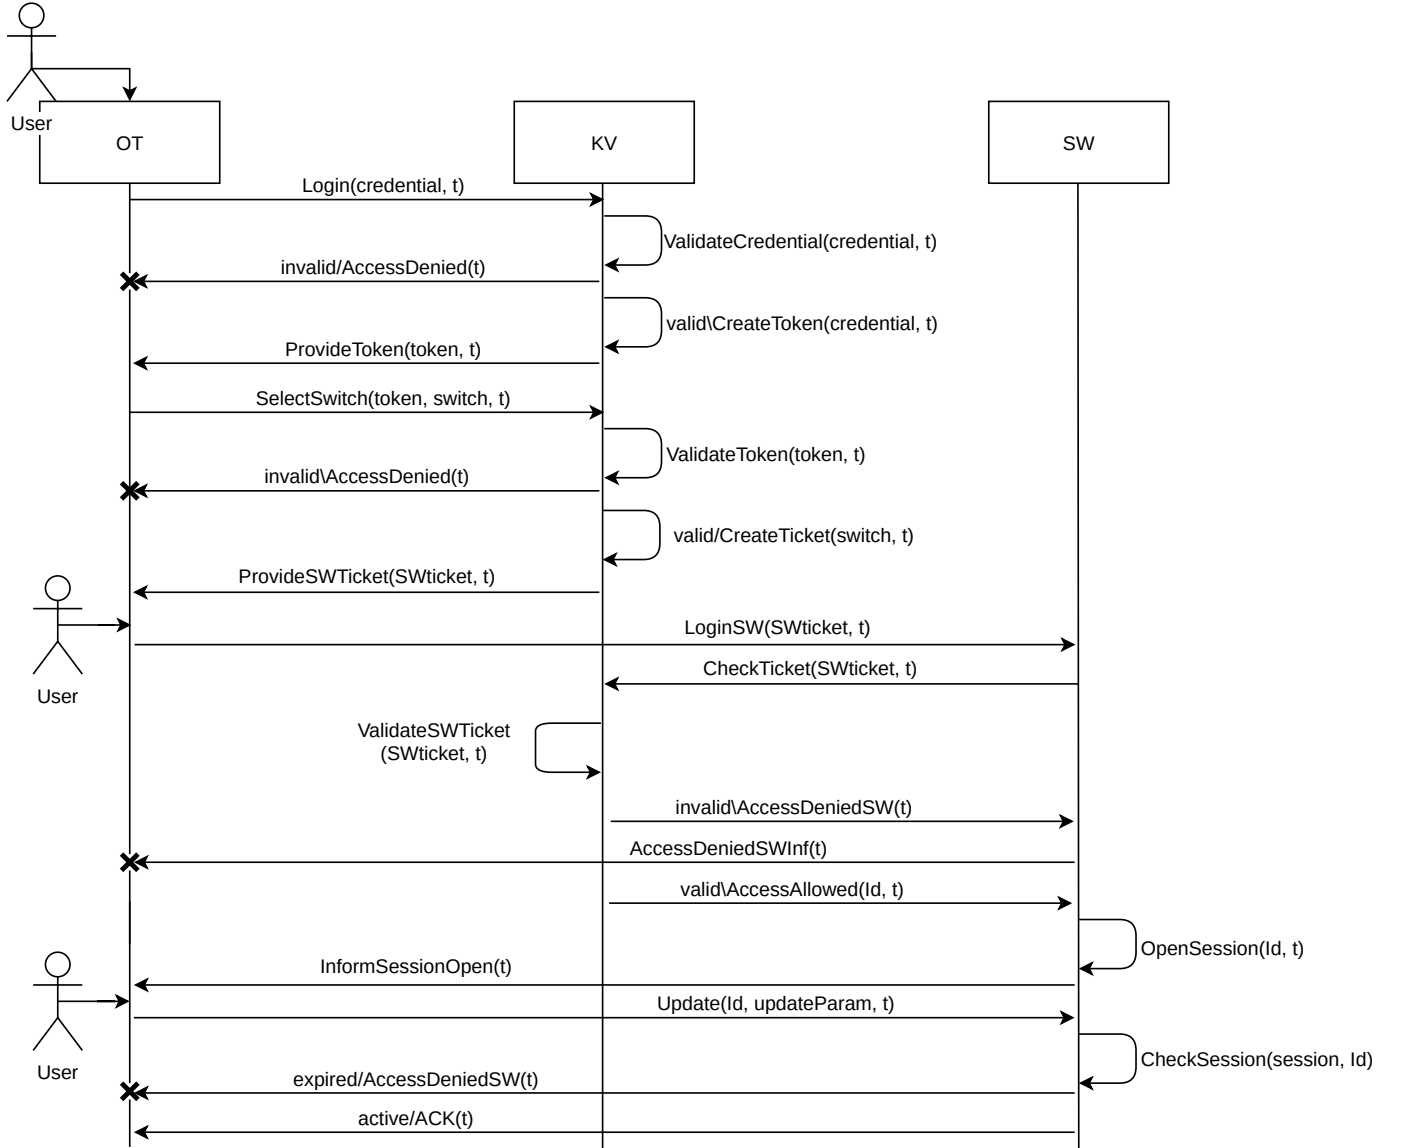 User
OT
KV
SW
Login(credential, t)
ValidateCredential(credential, t)
invalid/AccessDenied(t)
valid\CreateToken(credential, t)
ProvideToken(token, t)
SelectSwitch(token, switch, t)
ValidateToken(token, t)
invalid\AccessDenied(t)
valid/CreateTicket(switch, t)
ProvideSWTicket(SWticket, t)
User
LoginSW(SWticket, t)
CheckTicket(SWticket, t)
ValidateSWTicket
(SWticket, t)
invalid\AccessDeniedSW(t)
AccessDeniedSWInf(t)
valid\AccessAllowed(Id, t)
OpenSession(Id, t)
InformSessionOpen(t)
User
Update(Id, updateParam, t)
CheckSession(session, Id)
expired/AccessDeniedSW(t)
active/ACK(t)